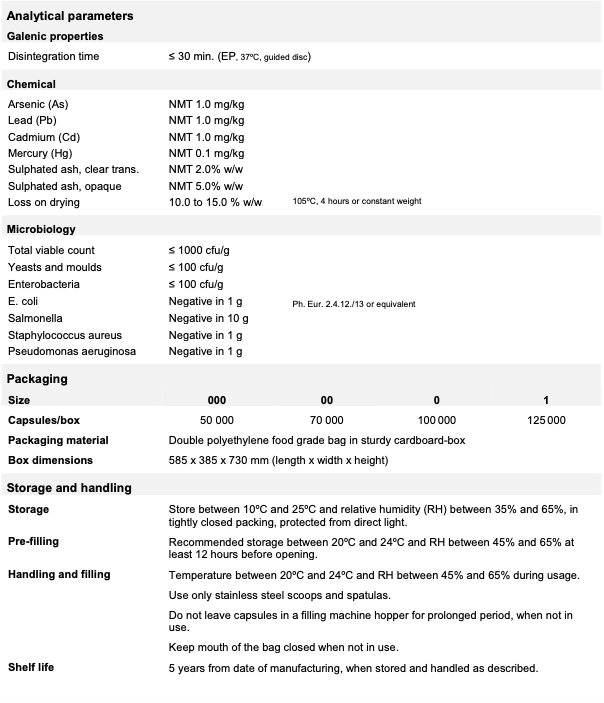 Analytical parameters
Galenic properties
Disintegration time ≤ 30 min. (EP, 37ºC, guided disc)
Chemical
Arsenic (As) NMT 1.0 mg/kg
Lead (Pb) NMT 1.0 mg/kg
Cadmium (Cd) NMT 1.0 mg/kg
Mercury (Hg) NMT 0.1 mg/kg
Sulphated ash, clear trans. NMT 2.0% w/w
Sulphated ash, opaque NMT 5.0% w/w
Loss on drying 10.0 to 15.0 % w/w 105ºC, 4 hours or constant weight
Microbiology
Total viable count ≤ 1000 cfu/g
Yeasts and moulds ≤ 100 cfu/g
Enterobacteria ≤ 100 cfu/g
E. coli Negative in 1 g Ph. Eur. 2.4.12./13 or equivalent
Salmonella Negative in 10 g
Staphylococcus aureus Negative in 1 g
Pseudomonas aeruginosa Negative in 1 g
Packaging
Size 000 00 0 1
Capsules/box 50 000 70 000 100 000 125 000
Packaging material Double polyethylene food grade bag in sturdy cardboard-box
Box dimensions 585 x 385 x 730 mm (length x width x height)
Storage and handling
Storage Store between 10ºC and 25ºC and relative humidity (RH) between 35% and 65%, in
tightly closed packing, protected from direct light.
Pre-filling Recommended storage between 20ºC and 24ºC and RH between 45% and 65% at
least 12 hours before opening.
Handling and filling Temperature between 20ºC and 24ºC and RH between 45% and 65% during usage.
Use only stainless steel scoops and spatulas.
Do not leave capsules in a filling machine hopper for prolonged period, when not in
use.
Keep mouth of the bag closed when not in use.
Shelf life 5 years from date of manufacturing, when stored and handled as described.